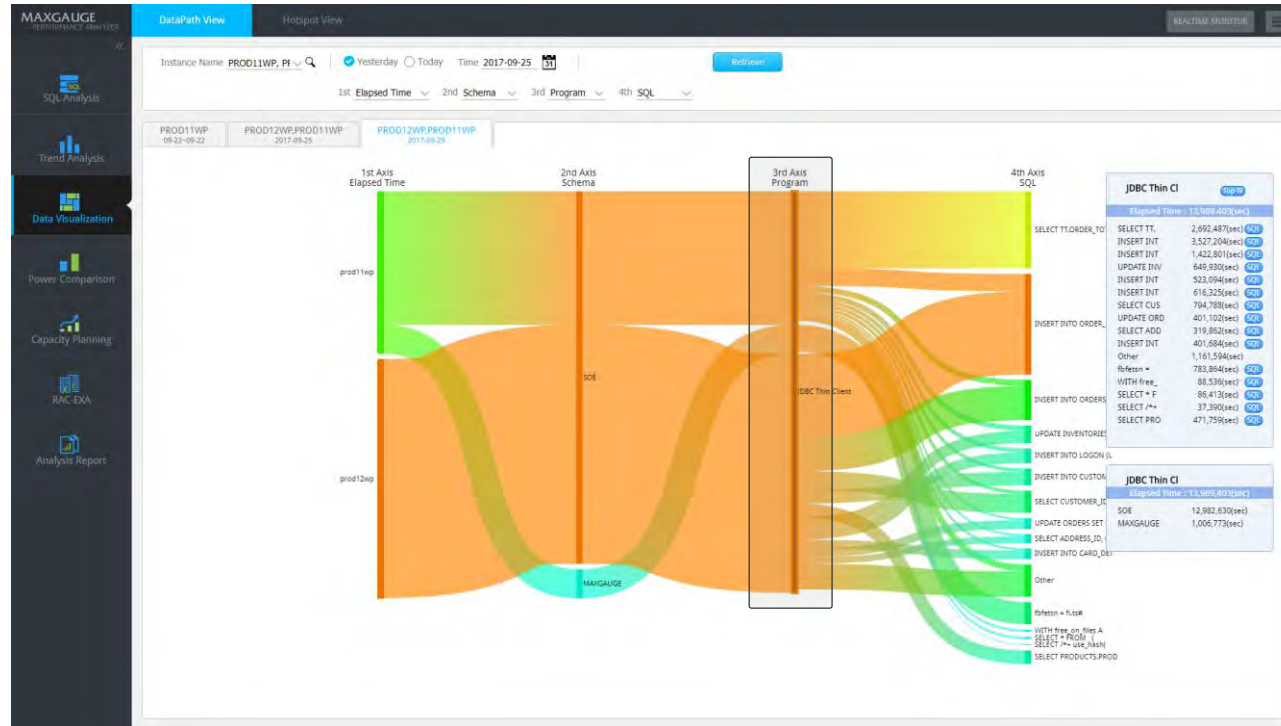 MAXGAUGE
PERFORMANCE ANALYZER
DataPath View
Hotspot View
REALTIME MONITOR
SQL Analysis
Trend Analysis
Data Visualization
Power Comparison
Capacity Planning
RAC-EXA
Analysis Report
Instance Name PROD11WP, PF
Yesterday Today Time 2017-09-25 31
Retrieve
1st Elapsed Time 2nd Schema 3rd Program 4th SQL
PROD11WP
09-22~09-22
PROD12WP,PROD11WP
2017-09-25
PROD12WP,PROD11WP
2017-09-25
1st Axis
Elapsed Time
2nd Axis
Schema
3rd Axis
Program
4th Axis
SQL
prod11wp
prod12wp
SOE
MAXGAUGE
JDBC Thin Client
SELECT TT.ORDER_TOT
INSERT INTO ORDER_
INSERT INTO ORDERS
UPDATE INVENTORIES
INSERT INTO LOGON (L
INSERT INTO CUSTOM
SELECT CUSTOMER_ID
UPDATE ORDERS SET
SELECT ADDRESS_ID,
INSERT INTO CARD_DET
Other
fbfetsn = fi.ts#
WITH free_on_files A
SELECT * FROM (
SELECT /*+ use_hash(
SELECT PRODUCTS.PROD
JDBC Thin Cl Top-N
Elapsed Time : 13,989,403(sec)
SELECT TT. 2,692,487(sec) SQL
INSERT INT 3,527,204(sec) SQL
INSERT INT 1,422,801(sec) SQL
UPDATE INV 649,930(sec) SQL
INSERT INT 523,094(sec) SQL
INSERT INT 616,325(sec) SQL
SELECT CUS 794,788(sec) SQL
UPDATE ORD 401,102(sec) SQL
SELECT ADD 319,862(sec) SQL
INSERT INT 401,684(sec) SQL
Other 1,161,594(sec)
fbfetsn = 783,864(sec) SQL
WITH free_ 88,536(sec) SQL
SELECT * F 86,413(sec) SQL
SELECT /*+ 37,390(sec) SQL
SELECT PRO 471,759(sec) SQL
JDBC Thin Cl
Elapsed Time : 13,989,403(sec)
SOE 12,982,630(sec)
MAXGAUGE 1,006,773(sec)